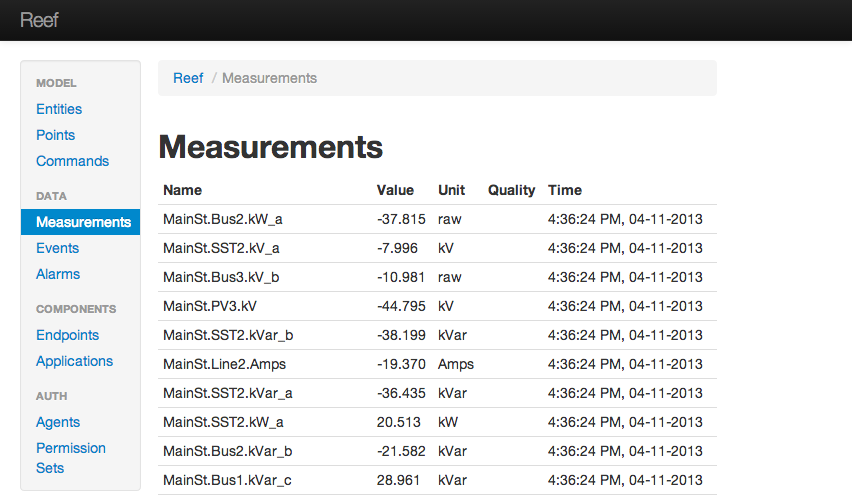 Reef
MODEL
Entities
Points
Commands
DATA
Measurements
Events
Alarms
COMPONENTS
Endpoints
Applications
AUTH
Agents
Permission
Sets
Reef / Measurements
Measurements
Name Value Unit Quality Time
MainSt.Bus2.kW_a -37.815 raw 4:36:24 PM, 04-11-2013
MainSt.SST2.kV_a -7.996 kV 4:36:24 PM, 04-11-2013
MainSt.Bus3.kV_b -10.981 raw 4:36:24 PM, 04-11-2013
MainSt.PV3.kV -44.795 kV 4:36:24 PM, 04-11-2013
MainSt.SST2.kVar_b -38.199 kVar 4:36:24 PM, 04-11-2013
MainSt.Line2.Amps -19.370 Amps 4:36:24 PM, 04-11-2013
MainSt.SST2.kVar_a -36.435 kVar 4:36:24 PM, 04-11-2013
MainSt.SST2.kW_a 20.513 kW 4:36:24 PM, 04-11-2013
MainSt.Bus2.kVar_b -21.582 kVar 4:36:24 PM, 04-11-2013
MainSt.Bus1.kVar_c 28.961 kVar 4:36:24 PM, 04-11-2013